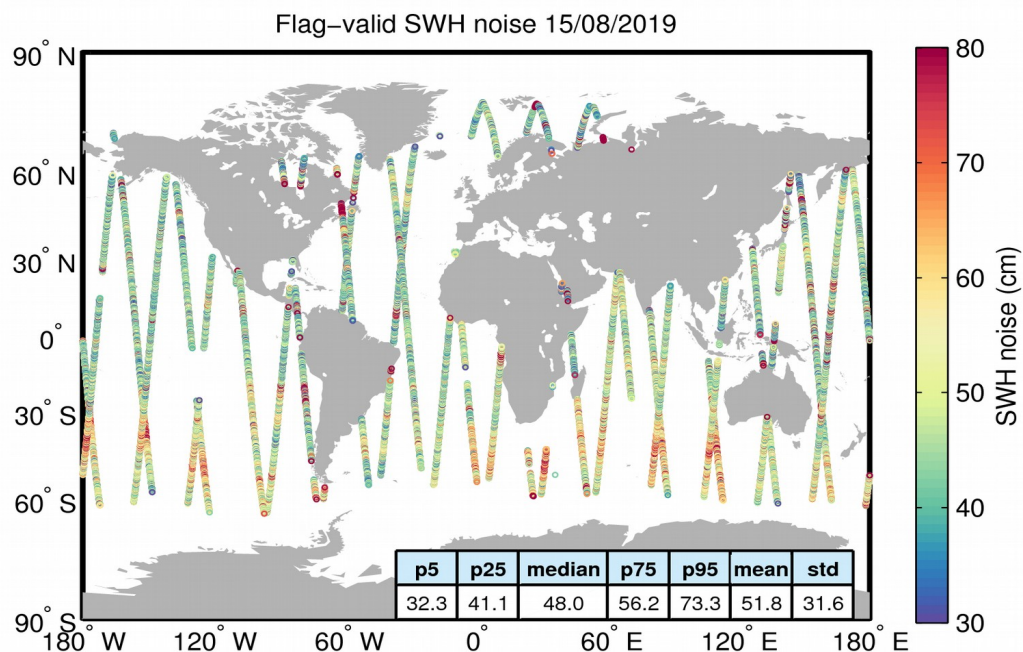 Flag−valid SWH noise 15/08/2019
90° N
60° N
30° N
0°
30° S
60° S
90° S
180° W
120° W
60° W
0°
60° E
120° E
180° E
80
70
60
50
40
30
SWH noise (cm)
p5 p25 median p75 p95 mean std
32.3 41.1 48.0 56.2 73.3 51.8 31.6